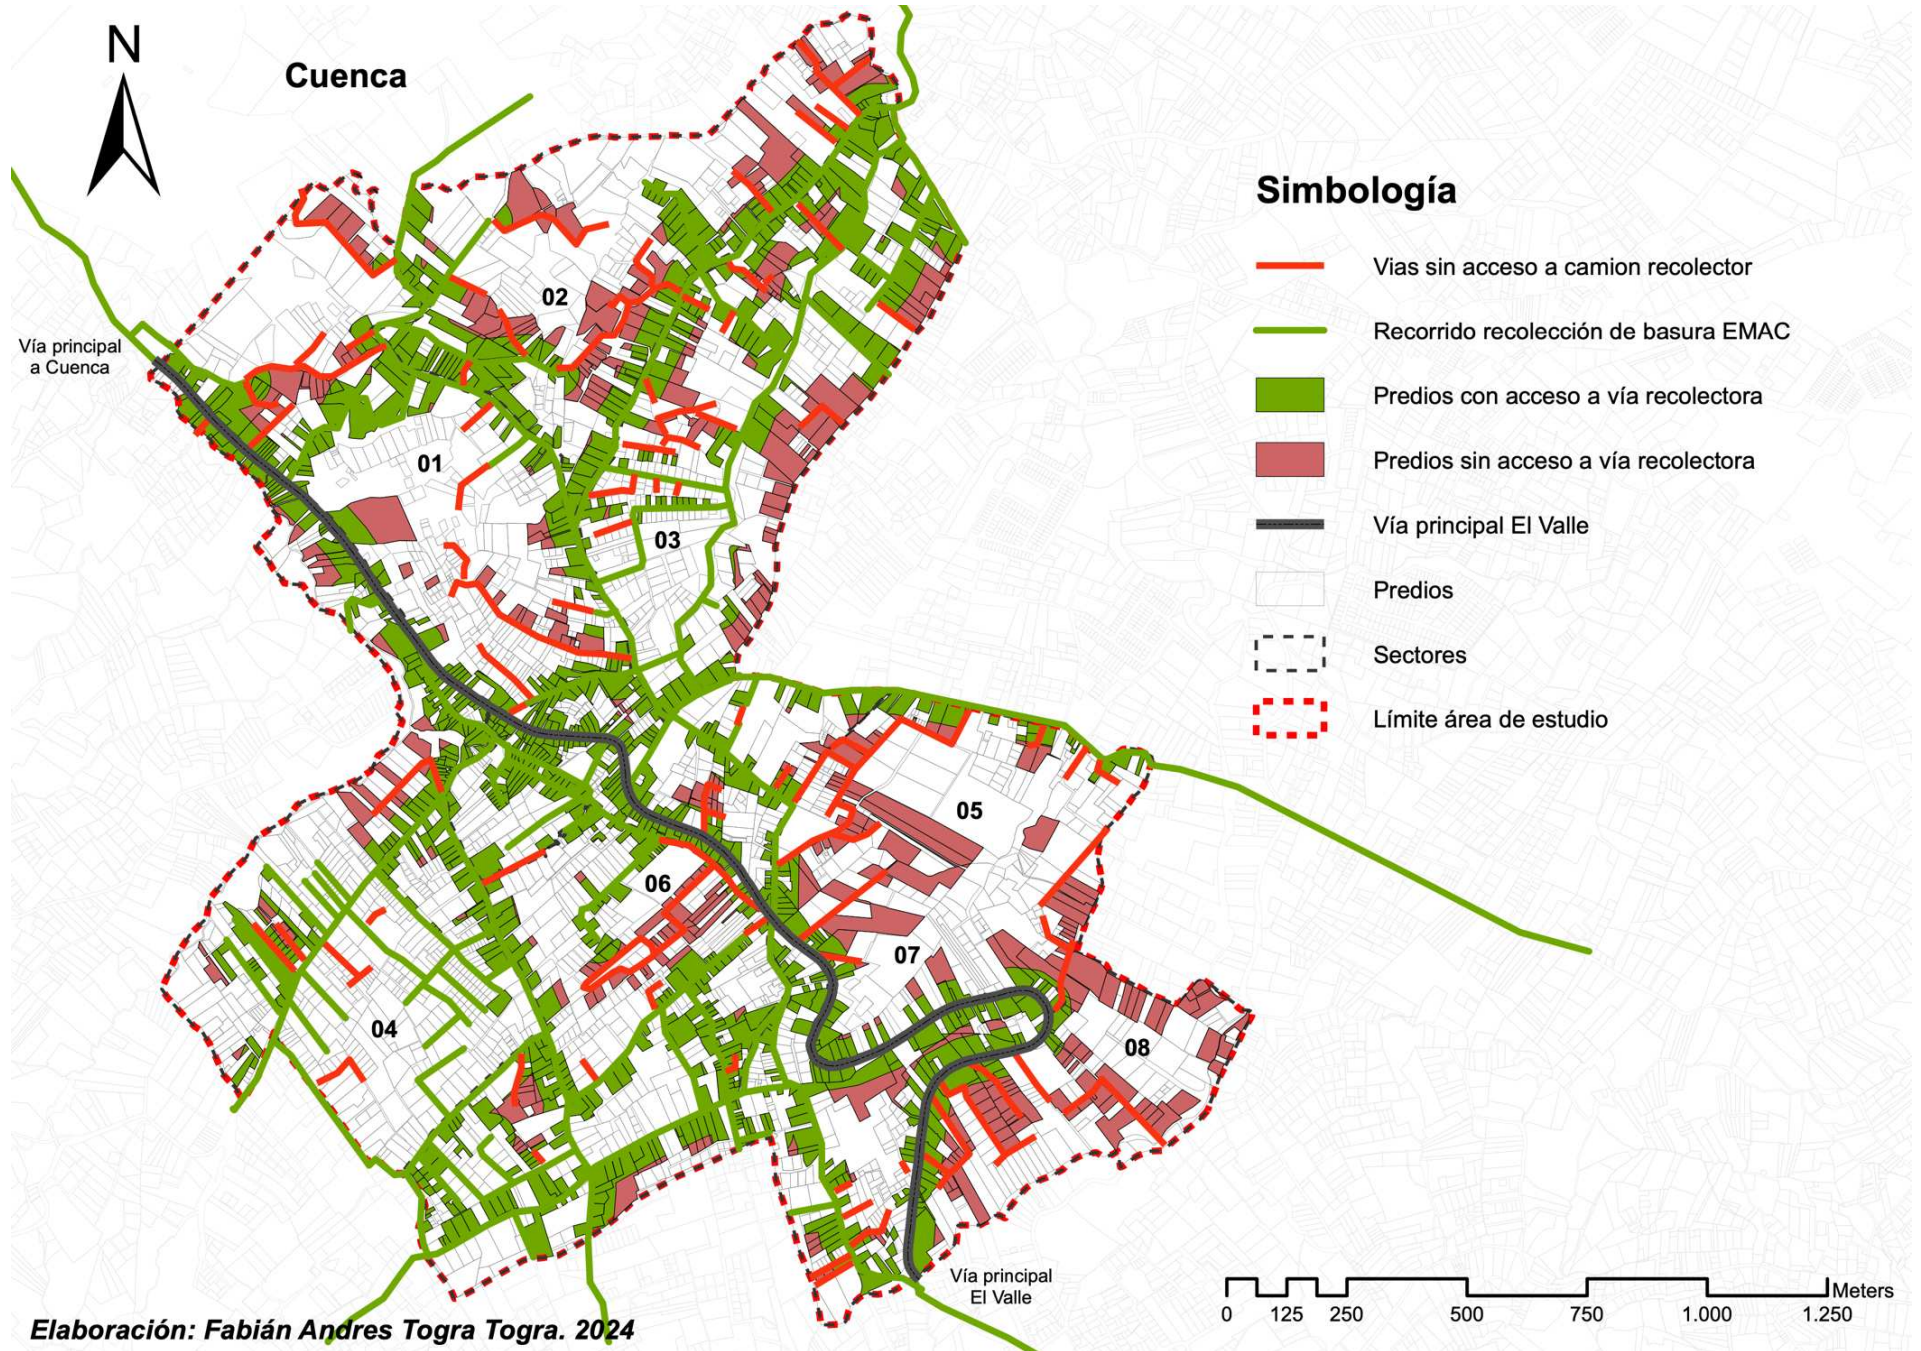 N
Cuenca
Simbología
Vias sin acceso a camion recolector
Recorrido recolección de basura EMAC
Predios con acceso a vía recolectora
Predios sin acceso a vía recolectora
Vía principal El Valle
Predios
Sectores
Límite área de estudio
Vía principal
a Cuenca
02
01
03
05
06
07
04
08
Vía principal
El Valle
Meters
0 125 250 500 750 1.000 1.250
Elaboración: Fabián Andres Togra Togra. 2024